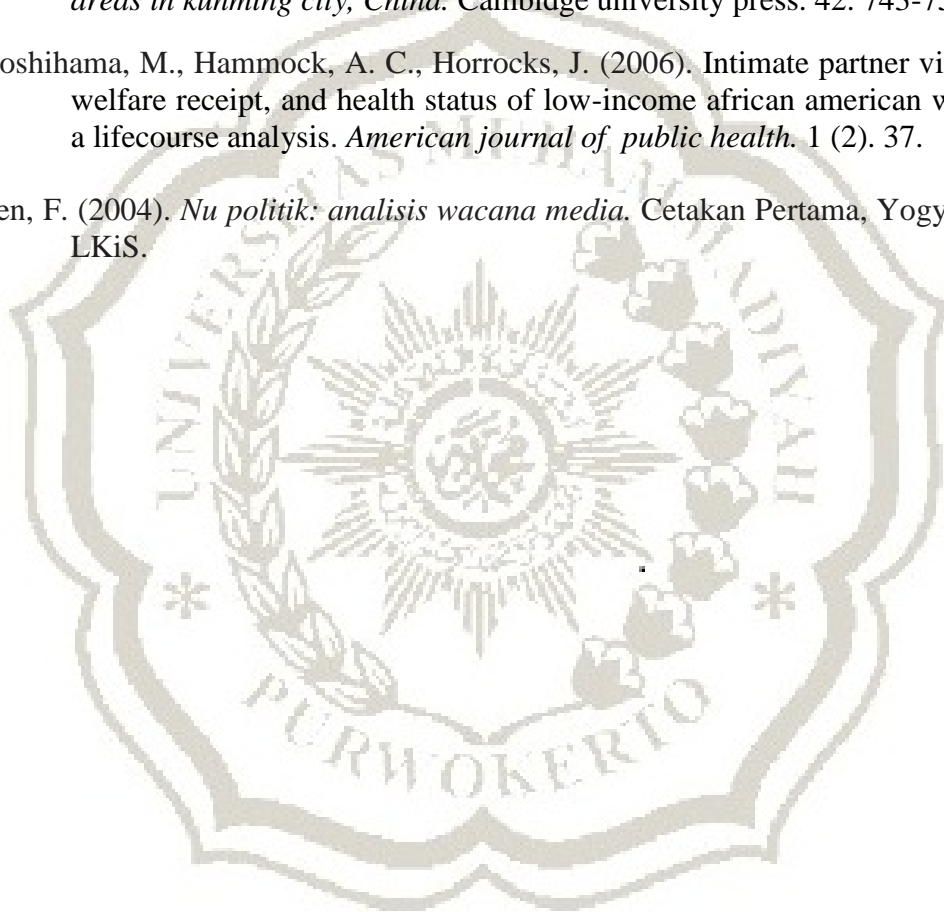 areas in kunming city, China. Cambidge university press. 42. 745-75
oshihama, M., Hammock, A. C., Horrocks, J. (2006). Intimate partner vi
welfare receipt, and health status of low-income african american w
a lifecourse analysis. American journal of public health. 1 (2). 37.
en, F. (2004). Nu politik: analisis wacana media. Cetakan Pertama, Yogy
LKiS.
UNIVERSITAS MUHAMMADIYAH
PURWOKERTO